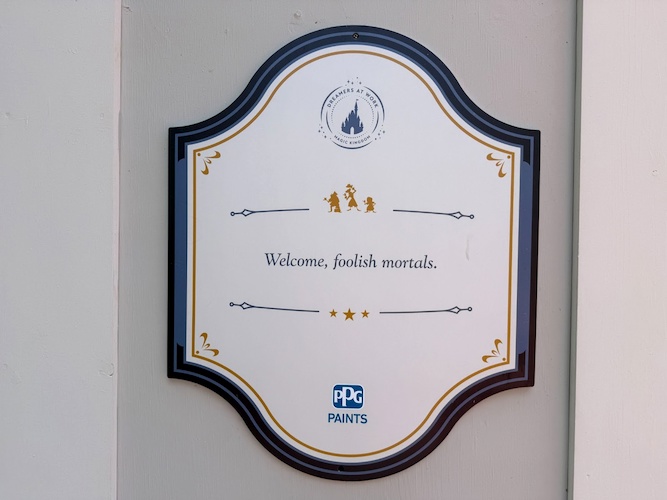 DREAMERS AT WORK
MAGIC KINGDOM
Welcome, foolish mortals.
PPG
PAINTS